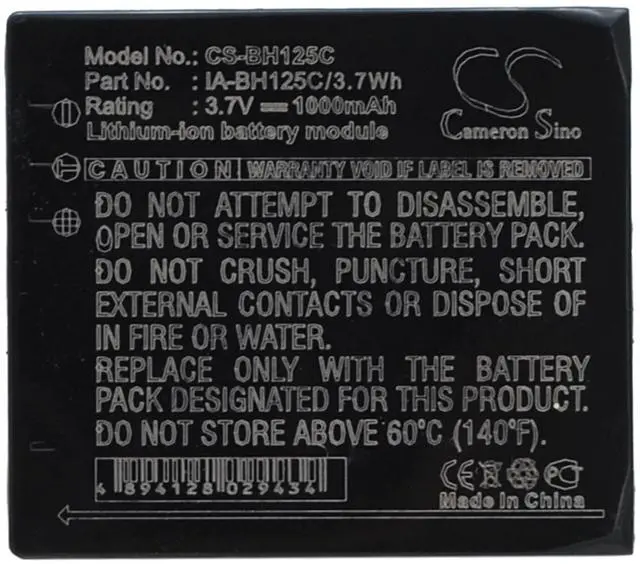 Model No.: CS-BH125C
Part No. : IA-BH125C/3.7Wh
Rating : 3.7V ⎓ 1000mAh
Lithium-ion battery module
CS
Cameron Sino
CAUTION WARRANTY VOID IF LABEL IS REMOVED
DO NOT ATTEMPT TO DISASSEMBLE,
OPEN OR SERVICE THE BATTERY PACK.
DO NOT CRUSH, PUNCTURE, SHORT
EXTERNAL CONTACTS OR DISPOSE OF
IN FIRE OR WATER.
REPLACE ONLY WITH THE BATTERY
PACK DESIGNATED FOR THIS PRODUCT.
DO NOT STORE ABOVE 60°C (140°F).
4 894128 029434
CE
Made In China